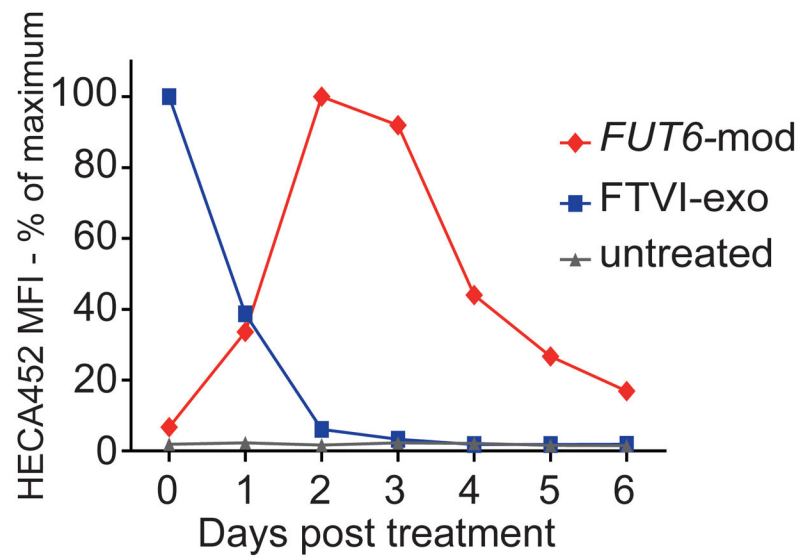 HECA452 MFI - % of maximum
100
80
60
40
20
0
0 1 2 3 4 5 6
Days post treatment
FUT6-mod
FTVI-exo
untreated